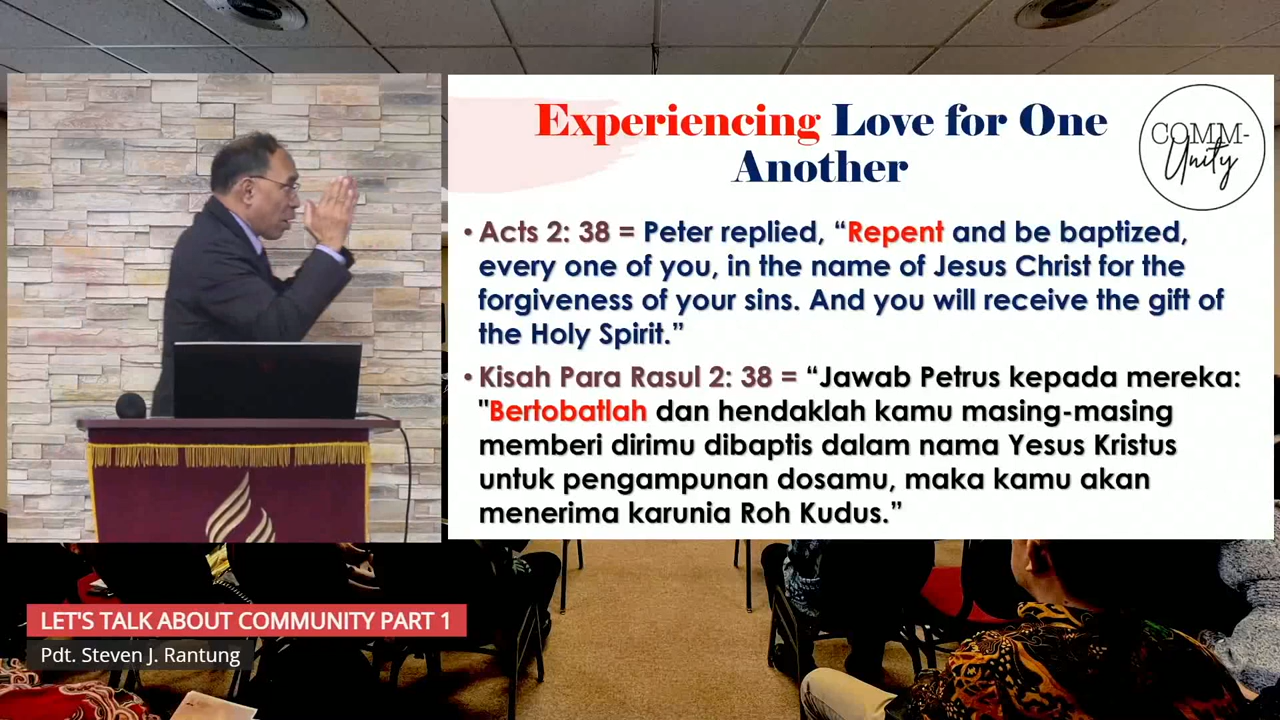 Experiencing Love for One
Another
COMM-
Unity
• Acts 2: 38 = Peter replied, “Repent and be baptized,
every one of you, in the name of Jesus Christ for the
forgiveness of your sins. And you will receive the gift of
the Holy Spirit.”
• Kisah Para Rasul 2: 38 = “Jawab Petrus kepada mereka:
"Bertobatlah dan hendaklah kamu masing-masing
memberi dirimu dibaptis dalam nama Yesus Kristus
untuk pengampunan dosamu, maka kamu akan
menerima karunia Roh Kudus.”
LET'S TALK ABOUT COMMUNITY PART 1
Pdt. Steven J. Rantung